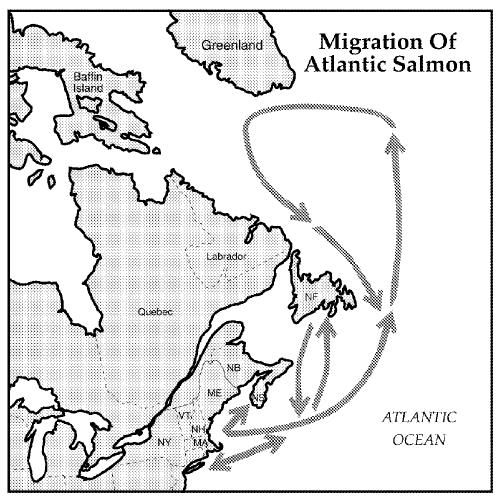 Greenland
Migration Of
Atlantic Salmon
Baffin
Island
Labrador
NF
Quebec
NB
ME
NS
VT
NH
NY
MA
ATLANTIC
OCEAN